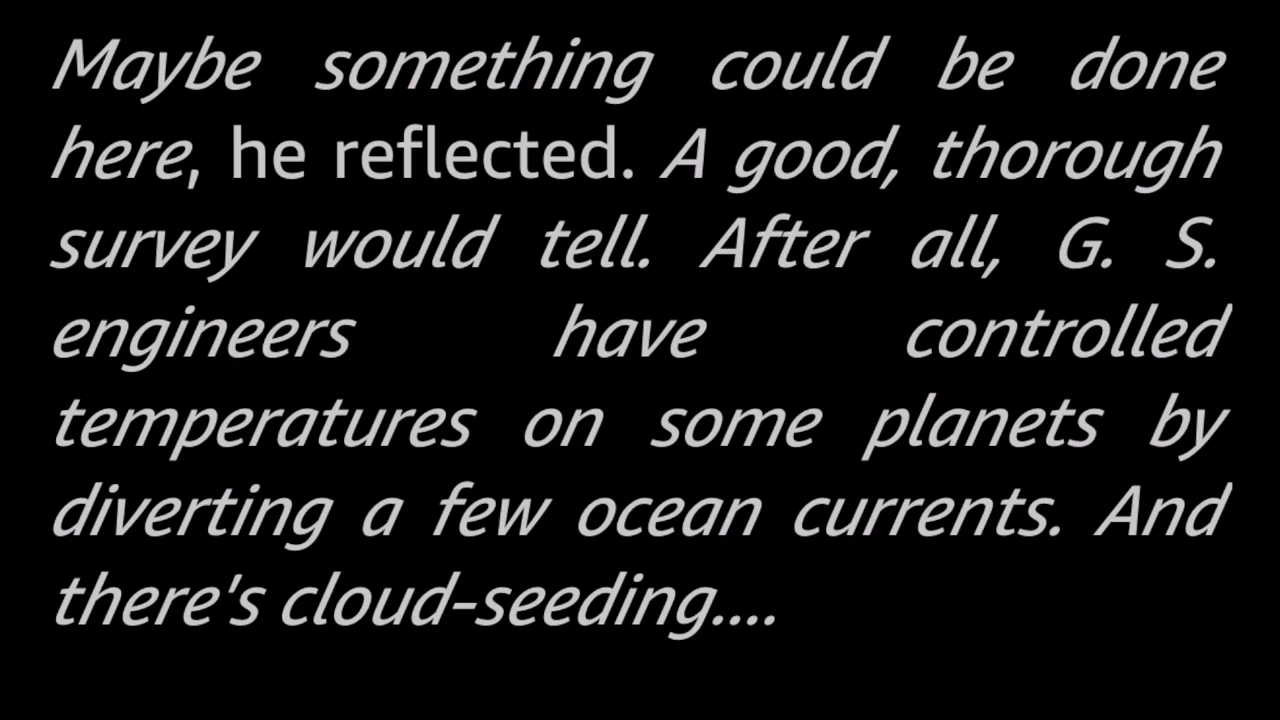 Maybe something could be done
here, he reflected. A good, thorough
survey would tell. After all, G. S.
engineers have controlled
temperatures on some planets by
diverting a few ocean currents. And
there's cloud-seeding....